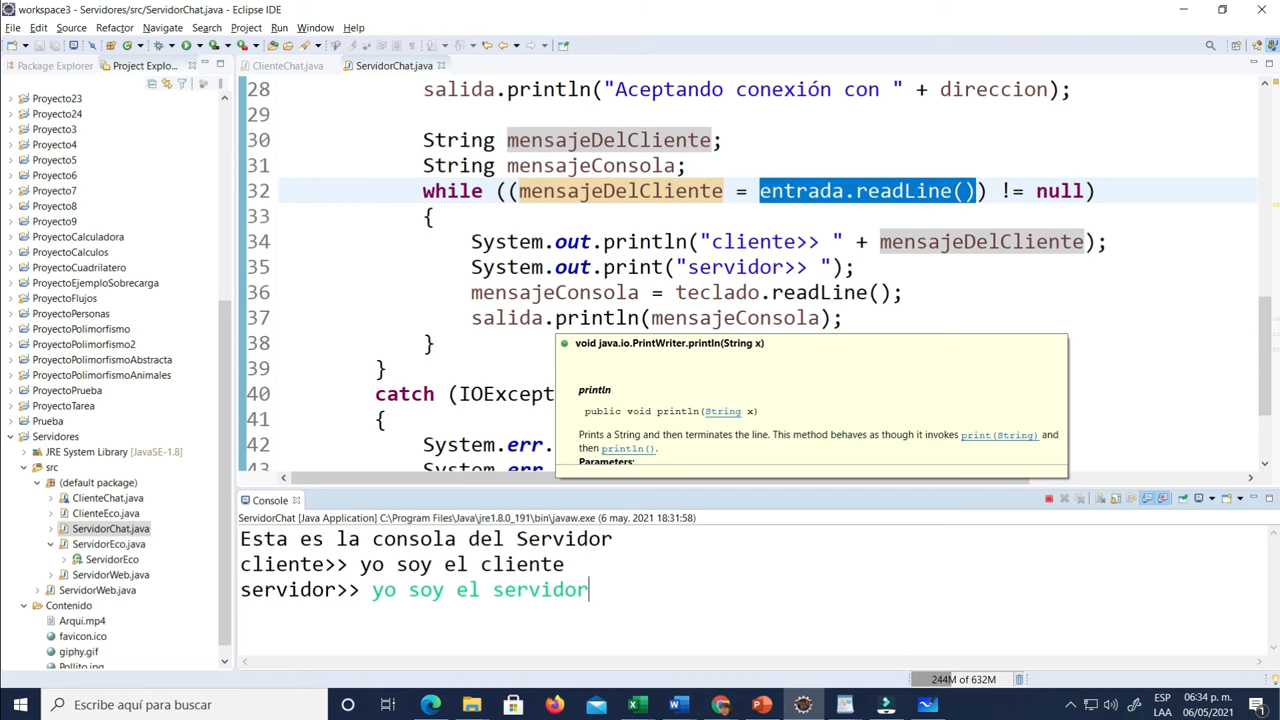 workspace3 - Servidores/src/ServidorChat.java - Eclipse IDE
File Edit Source Refactor Navigate Search Project Run Window Help
Package Explorer Project Explo...
ClienteChat.java ServidorChat.java
Proyecto23
Proyecto24
Proyecto3
Proyecto4
Proyecto5
Proyecto6
Proyecto7
Proyecto8
Proyecto9
ProyectoCalculadora
ProyectoCalculos
ProyectoCuadrilatero
ProyectoEjemploSobrecarga
ProyectoFlujos
ProyectoPersonas
ProyectoPolimorfismo
ProyectoPolimorfismo2
ProyectoPolimorfismoAbstracta
ProyectoPolimorfismoAnimales
ProyectoPrueba
ProyectoTarea
Prueba
Servidores
JRE System Library [JavaSE-1.8]
src
(default package)
ClienteChat.java
ClienteEco.java
ServidorChat.java
ServidorEco.java
ServidorEco
ServidorWeb.java
ServidorWeb.java
Contenido
Arqui.mp4
favicon.ico
giphy.gif
Pollito.jpg
28 salida.println("Aceptando conexión con " + direccion);
29
30 String mensajeDelCliente;
31 String mensajeConsola;
32 while ((mensajeDelCliente = entrada.readLine()) != null)
33 {
34 System.out.println("cliente>> " + mensajeDelCliente);
35 System.out.print("servidor>> ");
36 mensajeConsola = teclado.readLine();
37 salida.println(mensajeConsola);
38 }
39 }
40 catch (IOExcept
41 {
42 System.err.
43 System.err
void java.io.PrintWriter.println(String x)
println
public void println(String x)
Prints a String and then terminates the line. This method behaves as though it invokes print(String) and
then println().
Parameters:
Console
ServidorChat [Java Application] C:\Program Files\Java\jre1.8.0_191\bin\javaw.exe (6 may. 2021 18:31:58)
Esta es la consola del Servidor
cliente>> yo soy el cliente
servidor>> yo soy el servidor
244M of 632M
Escribe aquí para buscar
ESP 06:34 p. m.
LAA 06/05/2021
1